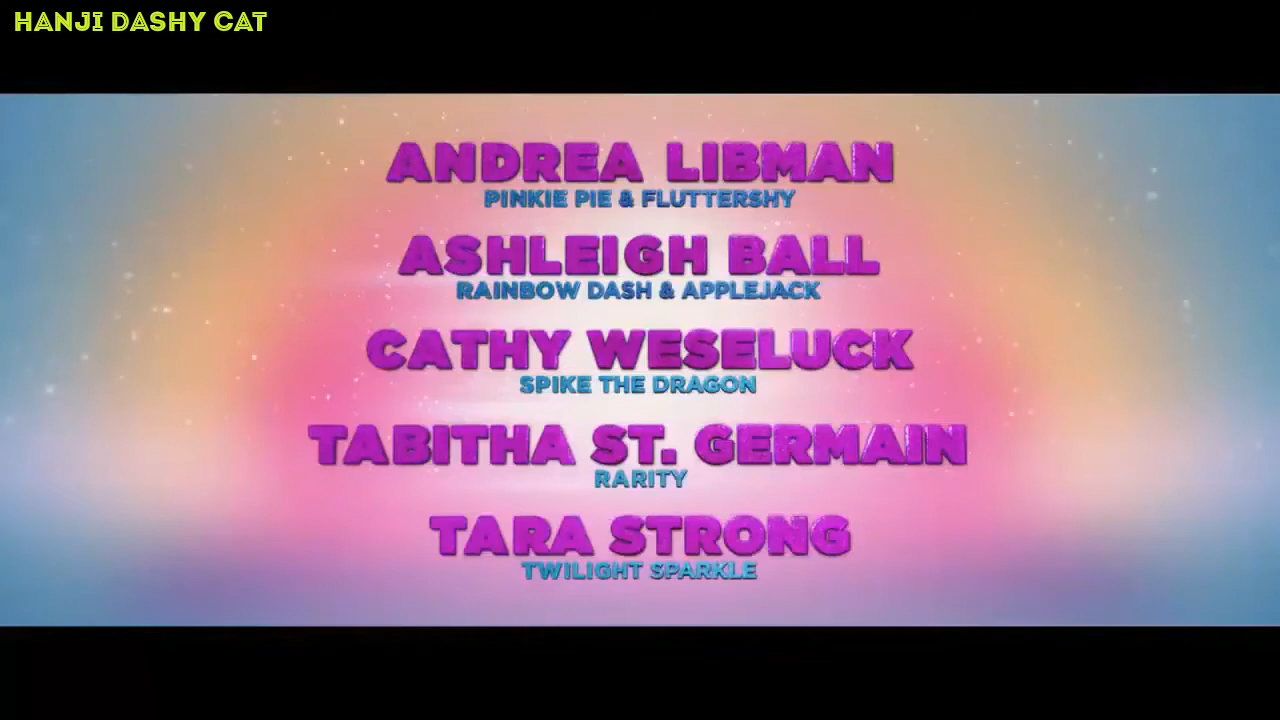 HANJI DASHY CAT
ANDREA LIBMAN
PINKIE PIE & FLUTTERSHY
ASHLEIGH BALL
RAINBOW DASH & APPLEJACK
CATHY WESELUCK
SPIKE THE DRAGON
TABITHA ST. GERMAIN
RARITY
TARA STRONG
TWILIGHT SPARKLE